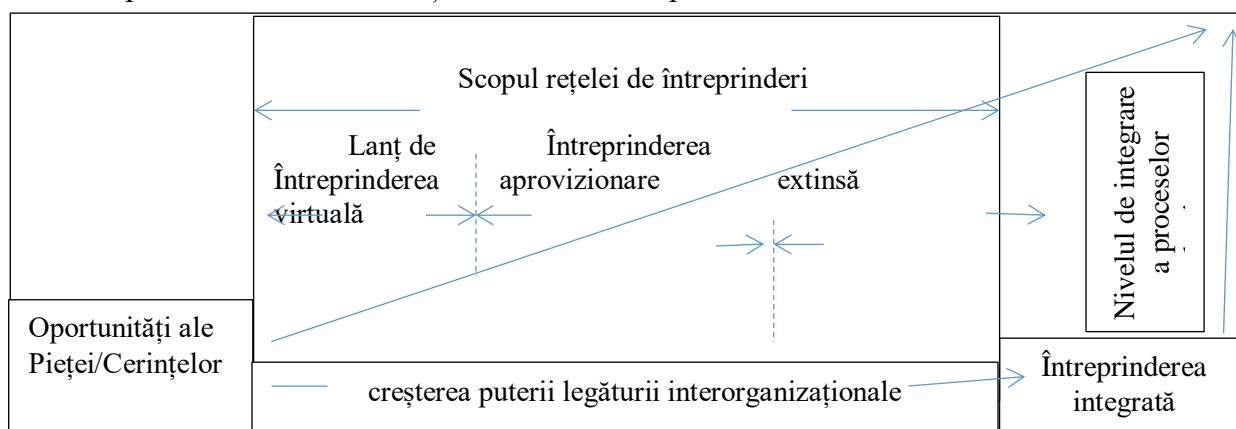 Scopul rețelei de întreprinderi
Lanț de Întreprinderea
Întreprinderea aprovizionare extinsă
virtuală
Nivelul de integrare
a proceselor
Oportunități ale
Pieței/Cerințelor
creșterea puterii legăturii interorganizaționale
Întreprinderea
integrată